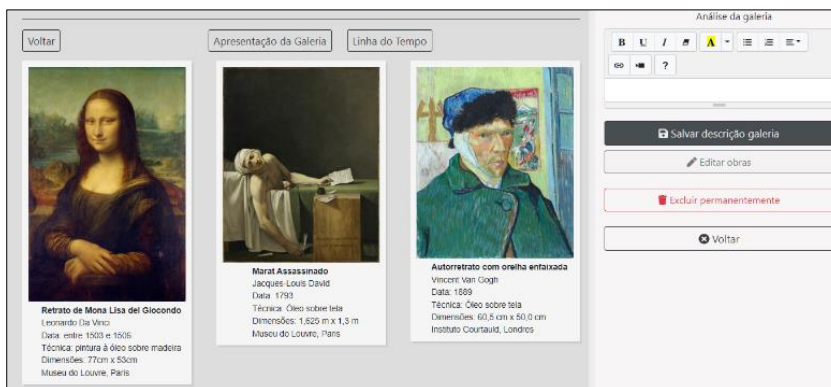 Voltar
Apresentação da Galeria
Linha do Tempo
Retrato de Mona Lisa del Giocondo
Leonardo Da Vinci
Data: entre 1503 e 1506
Técnica: pintura à óleo sobre madeira
Dimensões: 77cm x 53cm
Museu do Louvre, Paris
Marat Assassinado
Jacques-Louis David
Data: 1793
Técnica: Óleo sobre tela
Dimensões: 1,625 m x 1,3 m
Museu do Louvre, Paris
Autorretrato com orelha enfaixada
Vincent Van Gogh
Data: 1889
Técnica: Óleo sobre tela
Dimensões: 60,5 cm x 50,0 cm
Instituto Courtauld, Londres
Análise da galeria
B U I A
?
Salvar descrição galeria
Editar obras
Excluir permanentemente
Voltar